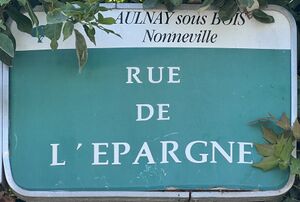 AULNAY sous BOIS
Nonneville
RUE
DE
L'EPARGNE